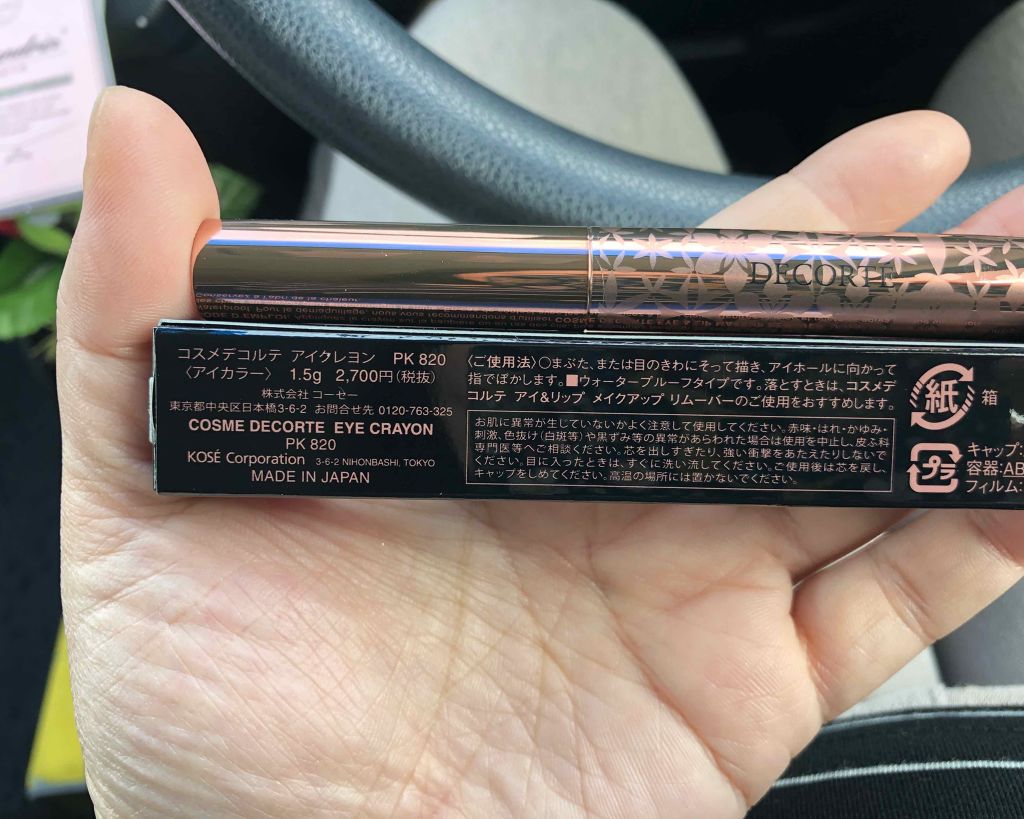 DECORTE
コスメデコルテ アイクレヨン PK 820
〈アイカラー〉 1.5g 2,700円(税抜)
株式会社 コーセー
東京都中央区日本橋3-6-2 お問合せ先 0120-763-325
COSME DECORTE EYE CRAYON
PK 820
KOSÉ Corporation 3-6-2 NIHONBASHI, TOKYO
MADE IN JAPAN
〈ご使用法〉○まぶた、または目のきわにそって描き、アイホールに向かって
指でぼかします。■ウォータープルーフタイプです。落とすときは、コスメデ
コルテ アイ&リップ メイクアップ リムーバーのご使用をおすすめします。
お肌に異常が生じていないかよく注意して使用してください。赤味・はれ・かゆみ・
刺激、色抜け(白斑等)や黒ずみ等の異常があらわれた場合は使用を中止し、皮ふ科
専門医等へご相談ください。芯を出しすぎたり、強い衝撃をあたえたりしないで
ください。目に入ったときは、すぐに洗い流してください。ご使用後は芯を戻し、
キャップをしめてください。高温の場所には置かないでください。
紙 箱
プラ
キャップ:
容器:AB
フィルム: